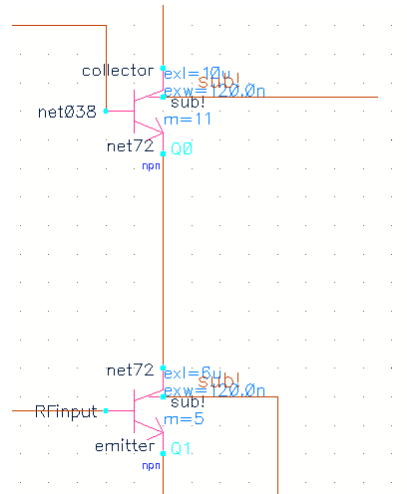 collector
exl=10u
sub!
exw=120.0n
sub!
net038
m=11
net72
Q0
npn
net72
exl=6u
sub!
exw=120.0n
sub!
RFinput
m=5
emitter
Q1
npn